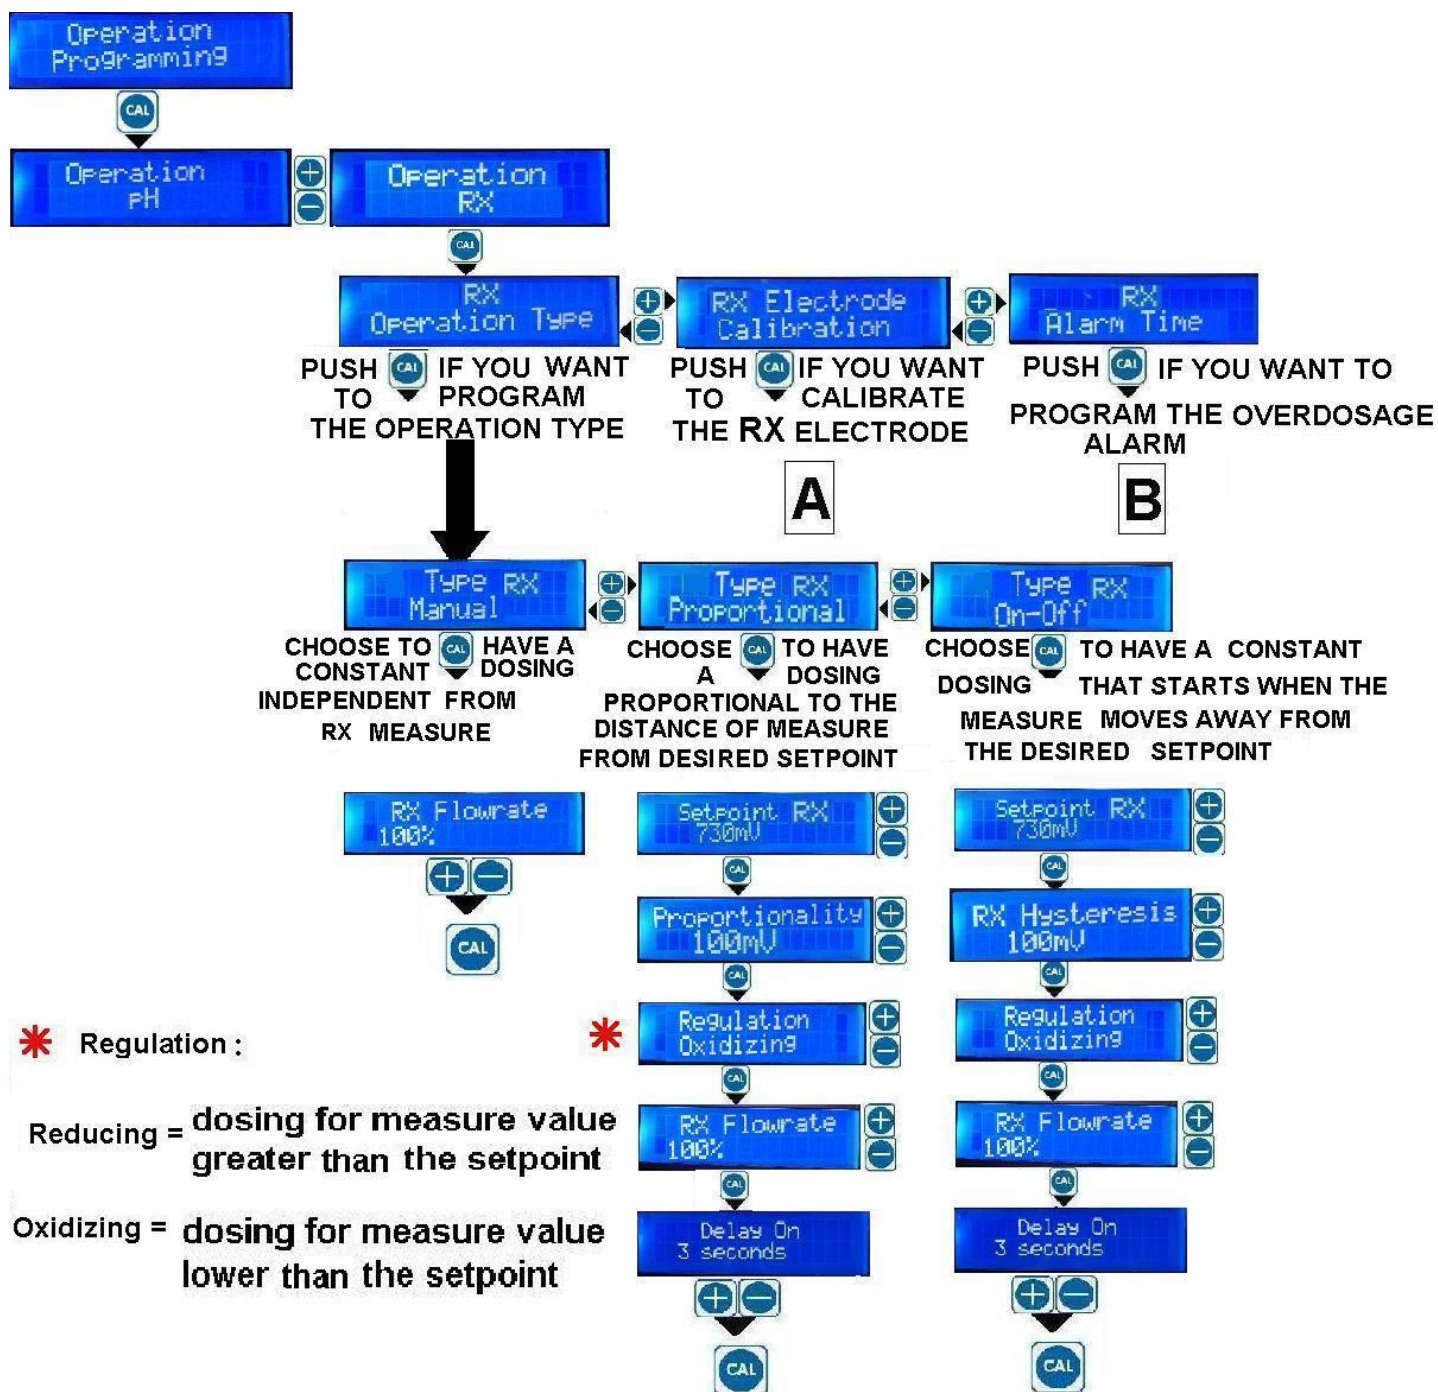 Operation
Programming
CAL
Operation
pH
Operation
RX
CAL
RX
Operation Type
RX Electrode
Calibration
RX
Alarm Time
PUSH CAL IF YOU WANT
TO PROGRAM
THE OPERATION TYPE
PUSH CAL IF YOU WANT
TO CALIBRATE
THE RX ELECTRODE
PUSH CAL IF YOU WANT TO
PROGRAM THE OVERDOSAGE
ALARM
A
B
Type RX
Manual
Type RX
Proportional
Type RX
On-Off
CHOOSE TO CAL HAVE A
CONSTANT DOSING
INDEPENDENT FROM
RX MEASURE
CHOOSE CAL TO HAVE
A DOSING
PROPORTIONAL TO THE
DISTANCE OF MEASURE
FROM DESIRED SETPOINT
CHOOSE CAL TO HAVE A CONSTANT
DOSING THAT STARTS WHEN THE
MEASURE MOVES AWAY FROM
THE DESIRED SETPOINT
RX Flowrate
100%
CAL
Setpoint RX
730mV
CAL
Proportionality
100mV
CAL
Regulation
Oxidizing
CAL
RX Flowrate
100%
CAL
Delay On
3 seconds
CAL
Setpoint RX
730mV
CAL
RX Hysteresis
100mV
CAL
Regulation
Oxidizing
CAL
RX Flowrate
100%
CAL
Delay On
3 seconds
CAL
Regulation :
Reducing = dosing for measure value
greater than the setpoint
Oxidizing = dosing for measure value
lower than the setpoint